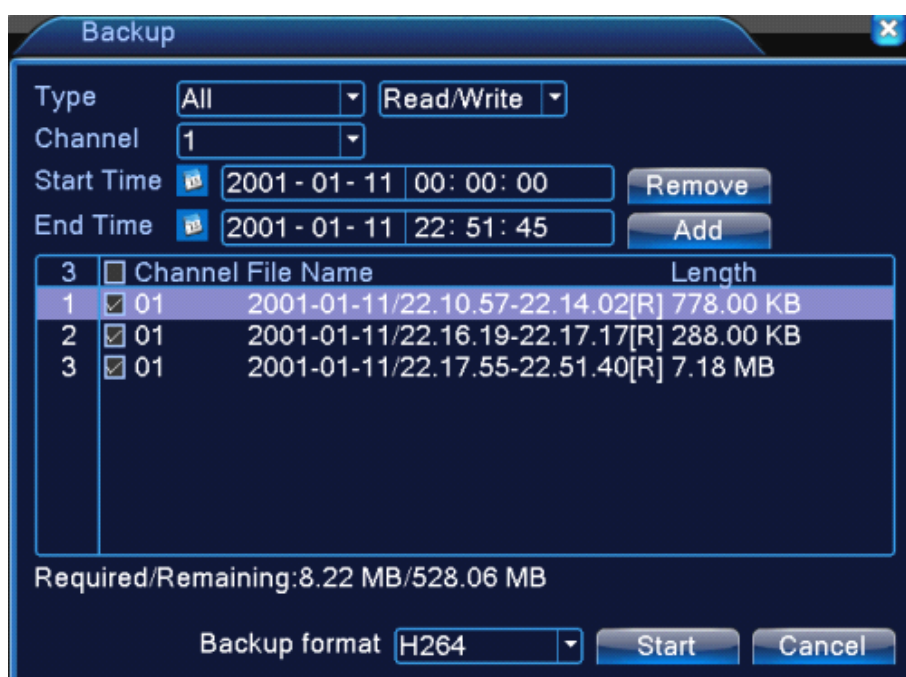 Backup
Type All Read/Write
Channel 1
Start Time 2001 - 01 - 11 00: 00: 00 Remove
End Time 2001 - 01 - 11 22: 51: 45 Add
3 Channel File Name Length
1 01 2001-01-11/22.10.57-22.14.02[R] 778.00 KB
2 01 2001-01-11/22.16.19-22.17.17[R] 288.00 KB
3 01 2001-01-11/22.17.55-22.51.40[R] 7.18 MB
Required/Remaining:8.22 MB/528.06 MB
Backup format H264 Start Cancel